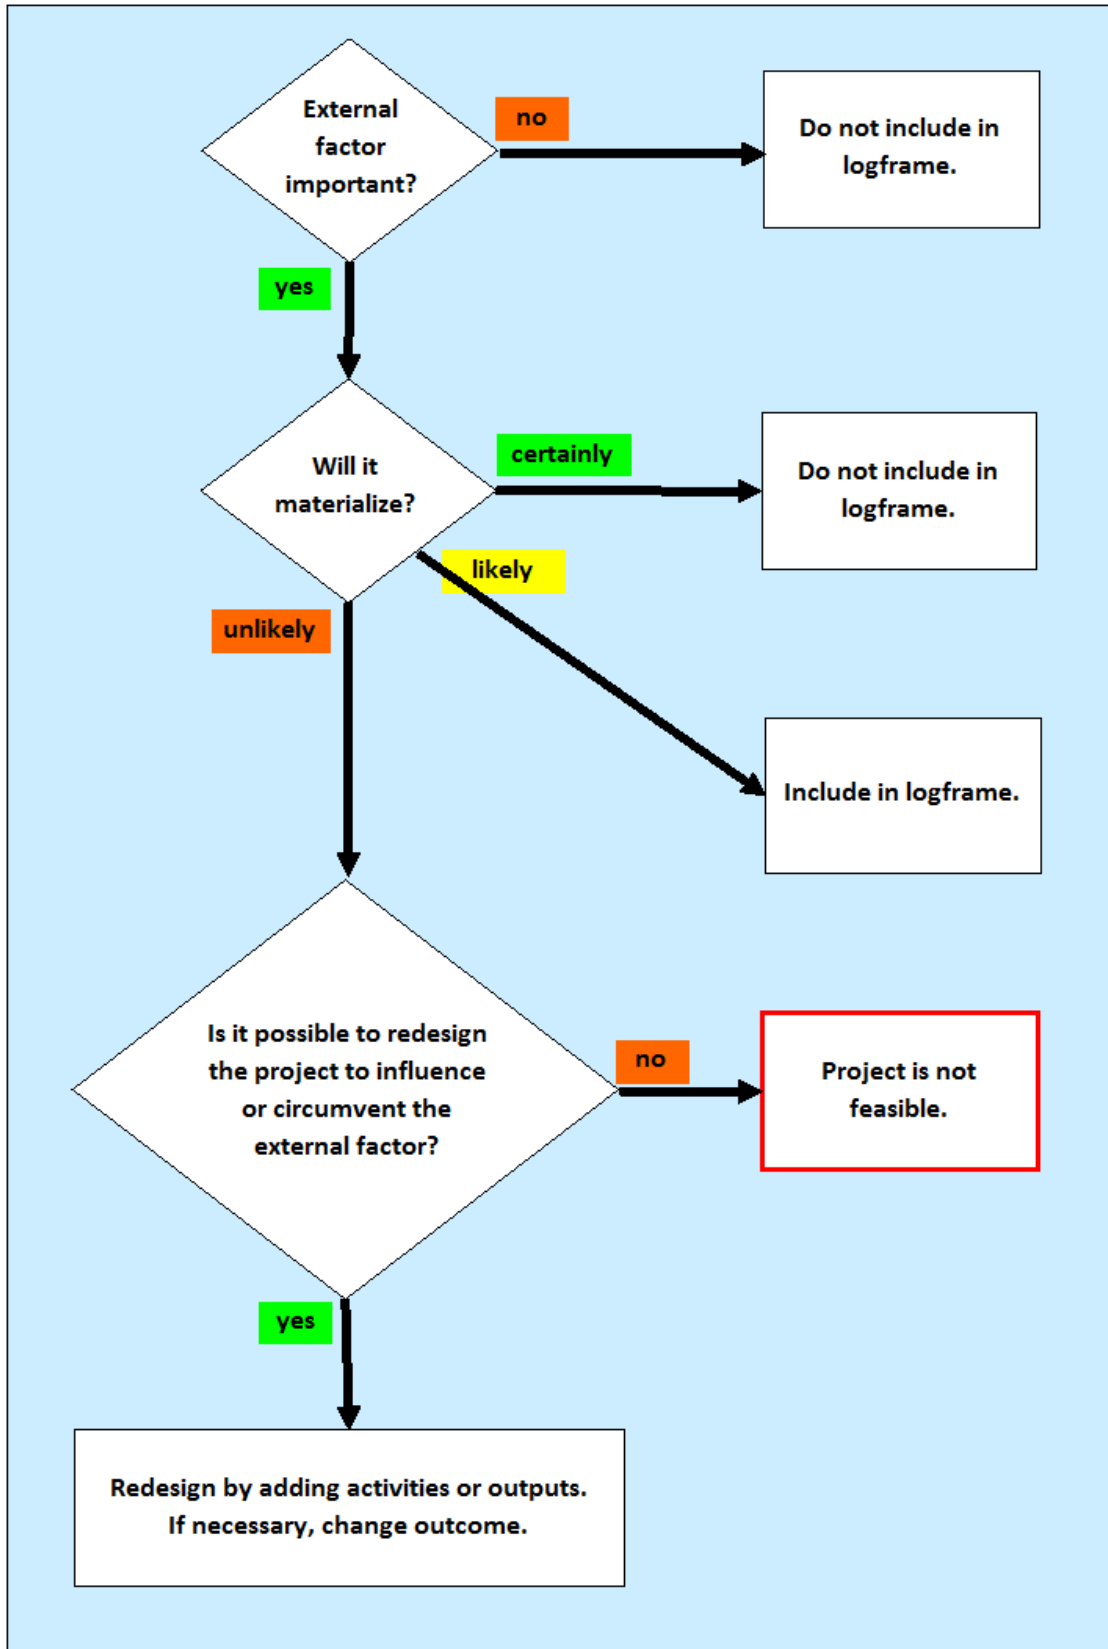 External
factor
important?
no
Do not include in
logframe.
yes
Will it
materialize?
certainly
Do not include in
logframe.
likely
unlikely
Include in logframe.
Is it possible to redesign
the project to influence
or circumvent the
external factor?
no
Project is not
feasible.
yes
Redesign by adding activities or outputs.
If necessary, change outcome.